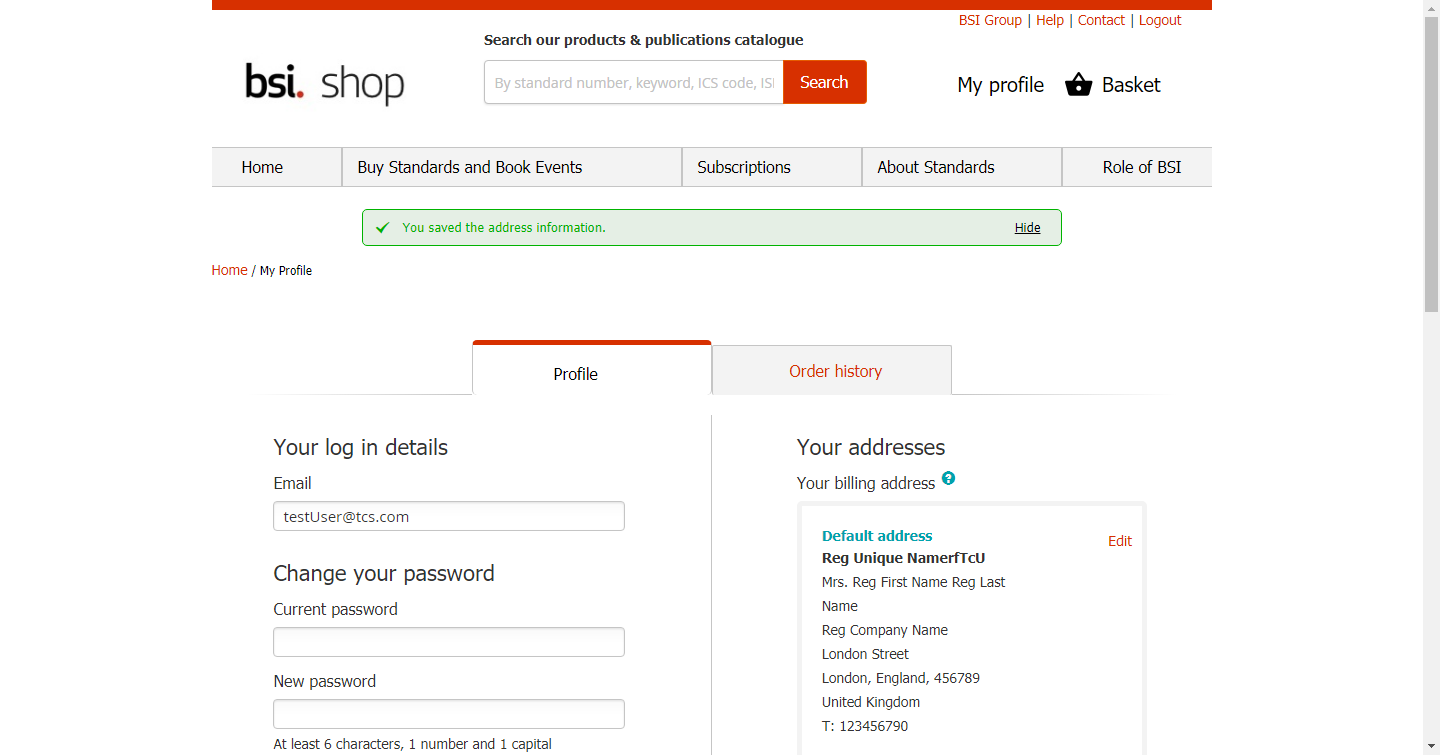 BSI Group | Help | Contact | Logout
Search our products & publications catalogue
bsi. shop
By standard number, keyword, ICS code, ISI
Search
My profile
Basket
Home
Buy Standards and Book Events
Subscriptions
About Standards
Role of BSI
You saved the address information.
Hide
Home / My Profile
Profile
Order history
Your log in details
Email
testUser@tcs.com
Change your password
Current password
New password
At least 6 characters, 1 number and 1 capital
Your addresses
Your billing address ?
Default address
Edit
Reg Unique NamerfTcU
Mrs. Reg First Name Reg Last
Name
Reg Company Name
London Street
London, England, 456789
United Kingdom
T: 123456790